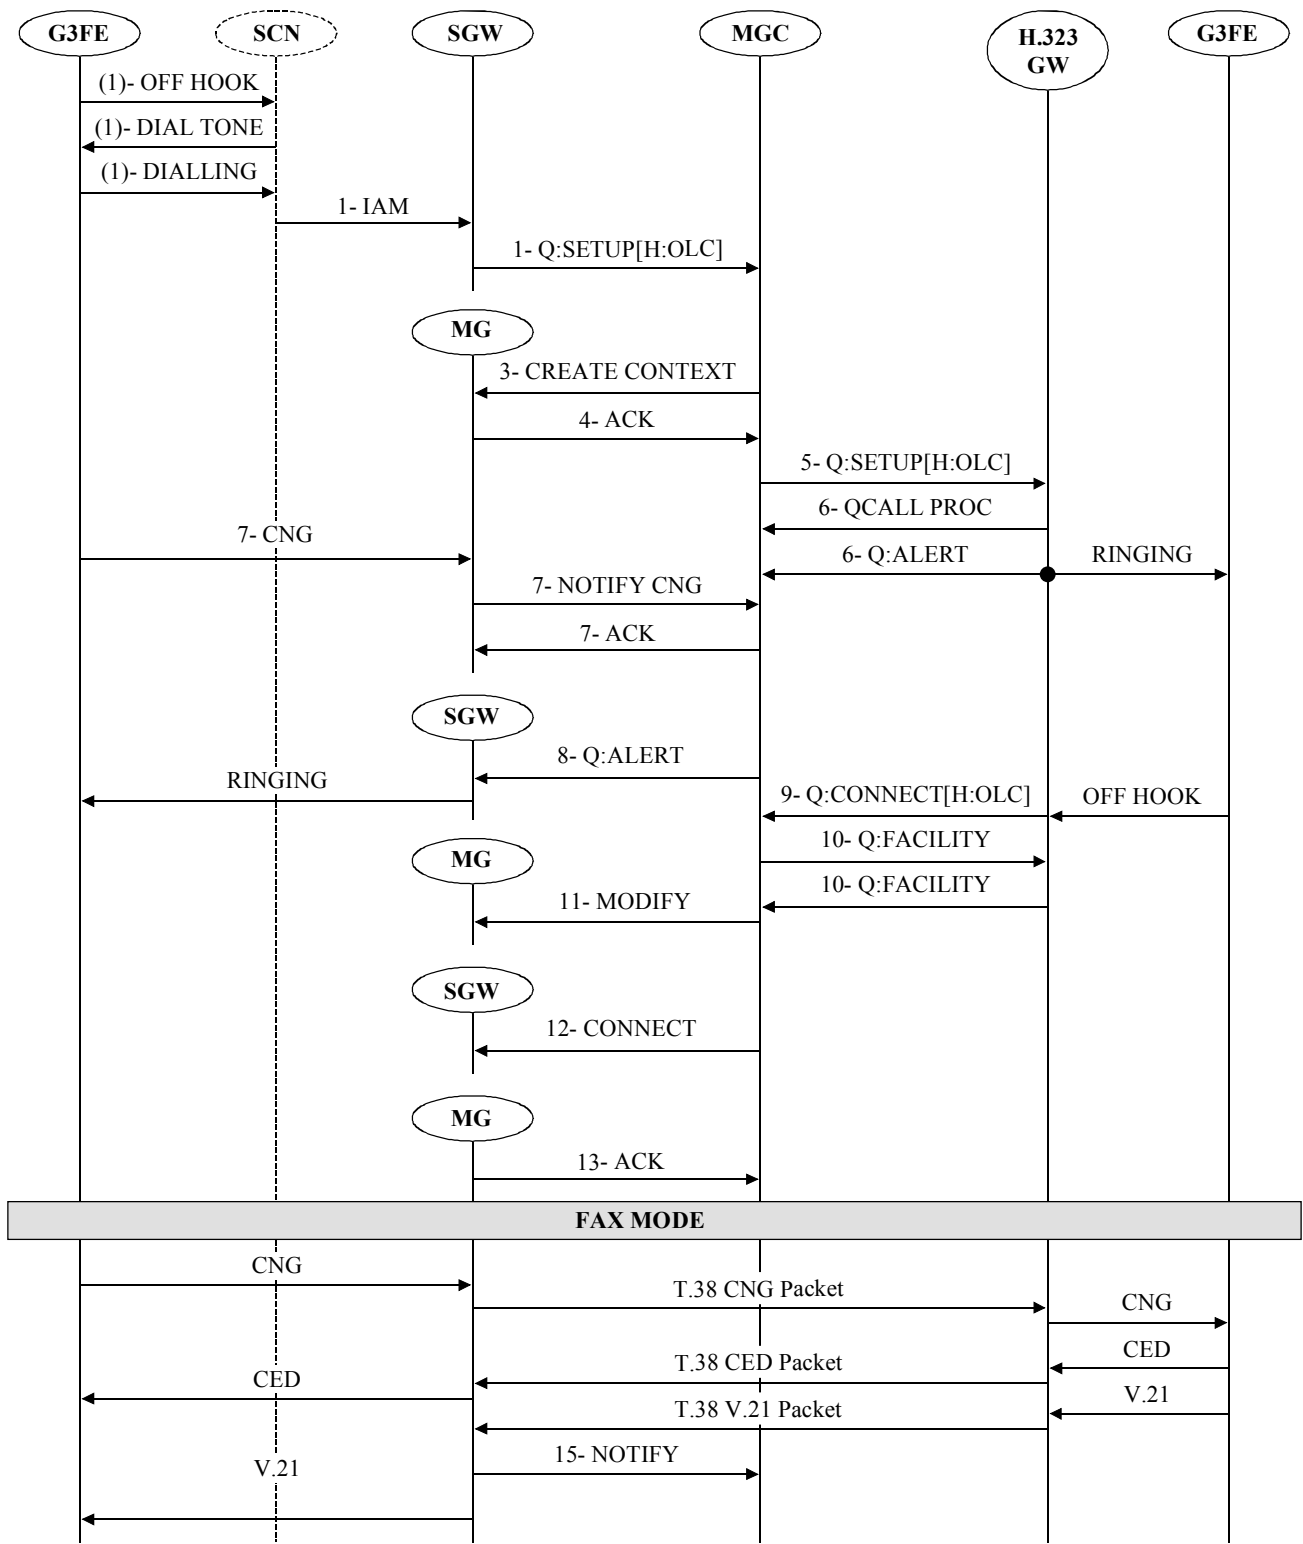 G3FE
SCN
SGW
MGC
H.323
GW
G3FE
(1)- OFF HOOK
(1)- DIAL TONE
(1)- DIALLING
1- IAM
1- Q:SETUP[H:OLC]
MG
3- CREATE CONTEXT
4- ACK
5- Q:SETUP[H:OLC]
6- QCALL PROC
7- CNG
6- Q:ALERT
RINGING
7- NOTIFY CNG
7- ACK
SGW
8- Q:ALERT
RINGING
9- Q:CONNECT[H:OLC]
OFF HOOK
10- Q:FACILITY
MG
10- Q:FACILITY
11- MODIFY
SGW
12- CONNECT
MG
13- ACK
FAX MODE
CNG
T.38 CNG Packet
CNG
CED
T.38 CED Packet
CED
V.21
T.38 V.21 Packet
15- NOTIFY
V.21